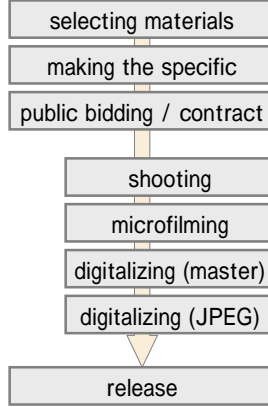 selecting materials
making the specific
public bidding / contract
shooting
microfilming
digitalizing (master)
digitalizing (JPEG)
release